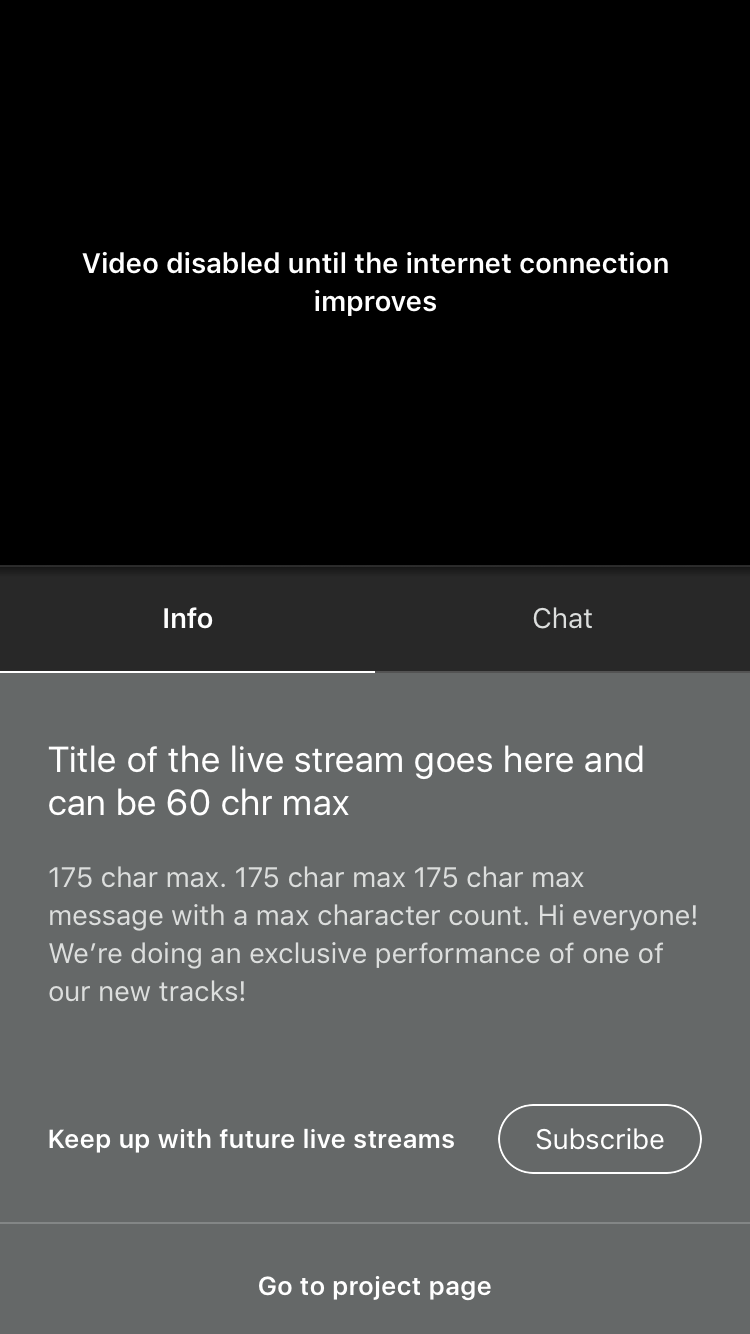 Video disabled until the internet connection
improves
Info
Chat
Title of the live stream goes here and
can be 60 chr max
175 char max. 175 char max 175 char max
message with a max character count. Hi everyone!
We’re doing an exclusive performance of one of
our new tracks!
Keep up with future live streams
Subscribe
Go to project page